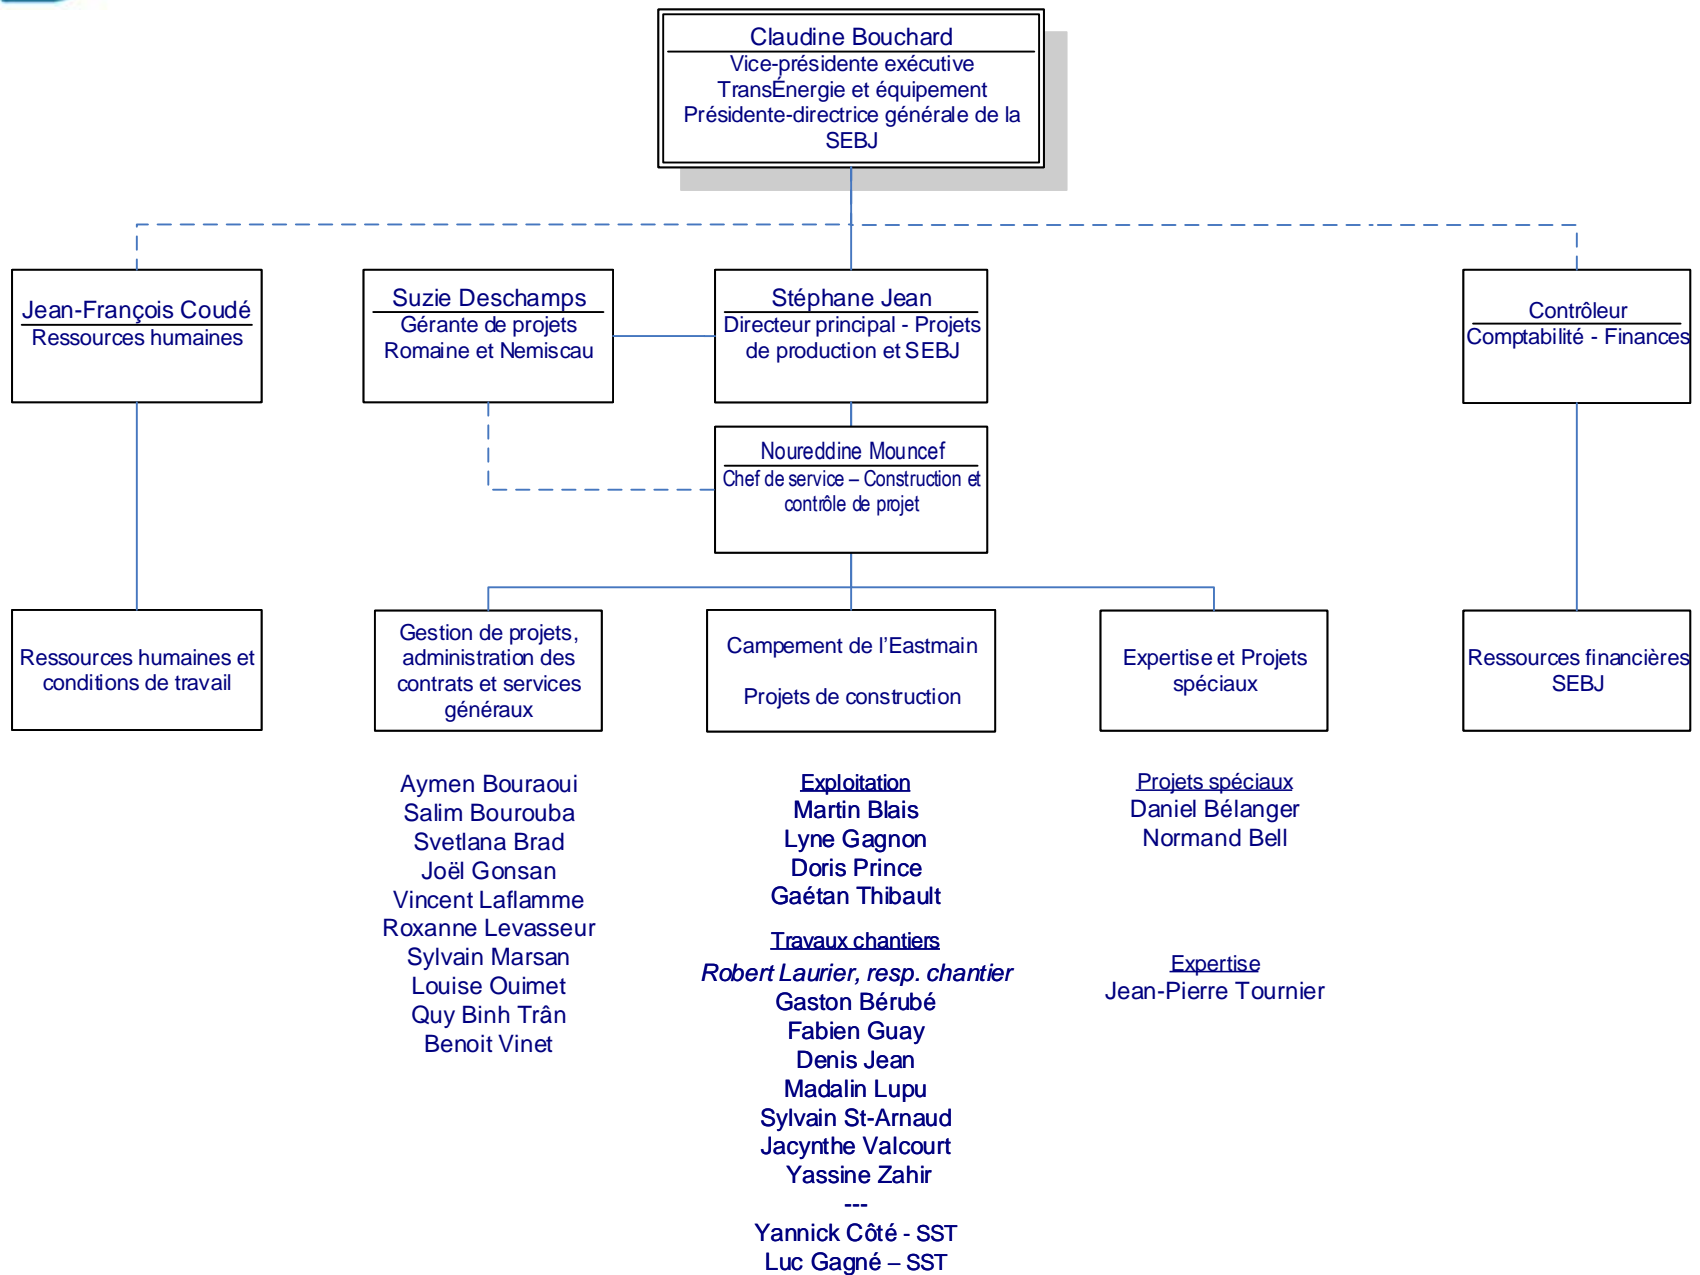 Claudine Bouchard
Vice-présidente exécutive
TransÉnergie et équipement
Présidente-directrice générale de la
SEBJ
Jean-François Coudé
Ressources humaines
Suzie Deschamps
Gérante de projets
Romaine et Nemiscau
Stéphane Jean
Directeur principal - Projets
de production et SEBJ
Contrôleur
Comptabilité - Finances
Noureddine Mouncef
Chef de service – Construction et
contrôle de projet
Ressources humaines et
conditions de travail
Gestion de projets,
administration des
contrats et services
généraux
Campement de l’Eastmain
Projets de construction
Expertise et Projets
spéciaux
Ressources financières
SEBJ
Aymen Bouraoui
Salim Bourouba
Svetlana Brad
Joël Gonsan
Vincent Laflamme
Roxanne Levasseur
Sylvain Marsan
Louise Ouimet
Quy Binh Trân
Benoit Vinet
Exploitation
Martin Blais
Lyne Gagnon
Doris Prince
Gaétan Thibault
Travaux chantiers
Robert Laurier, resp. chantier
Gaston Bérubé
Fabien Guay
Denis Jean
Madalin Lupu
Sylvain St-Arnaud
Jacynthe Valcourt
Yassine Zahir
---
Yannick Côté - SST
Luc Gagné – SST
Projets spéciaux
Daniel Bélanger
Normand Bell
Expertise
Jean-Pierre Tournier